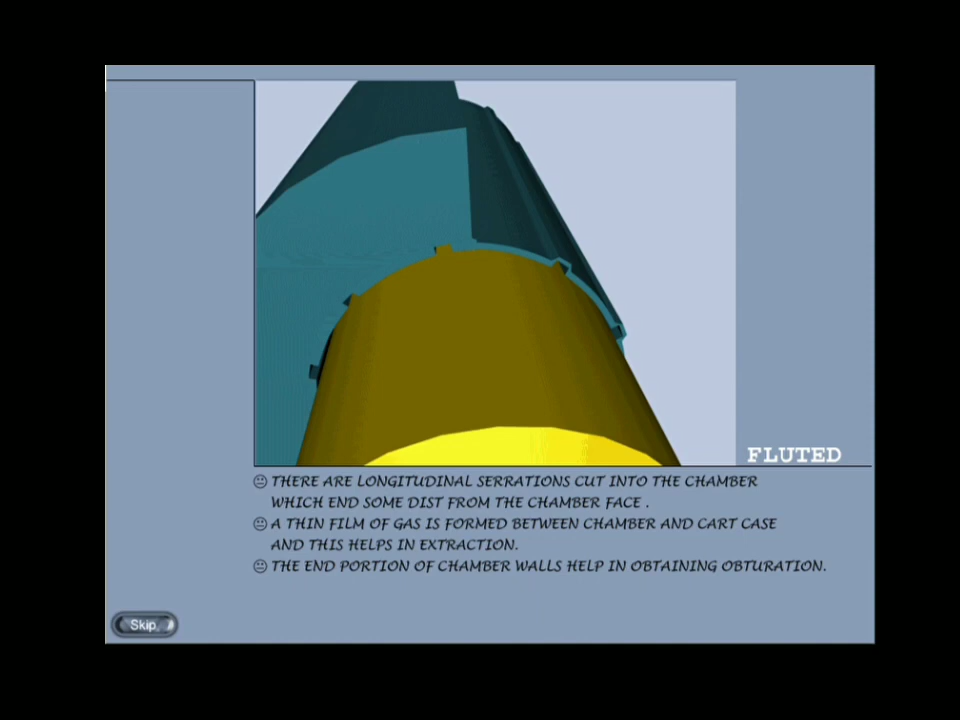 FLUTED
THERE ARE LONGITUDINAL SERRATIONS CUT INTO THE CHAMBER
WHICH END SOME DIST FROM THE CHAMBER FACE .
A THIN FILM OF GAS IS FORMED BETWEEN CHAMBER AND CART CASE
AND THIS HELPS IN EXTRACTION.
THE END PORTION OF CHAMBER WALLS HELP IN OBTAINING OBTURATION.
Skip